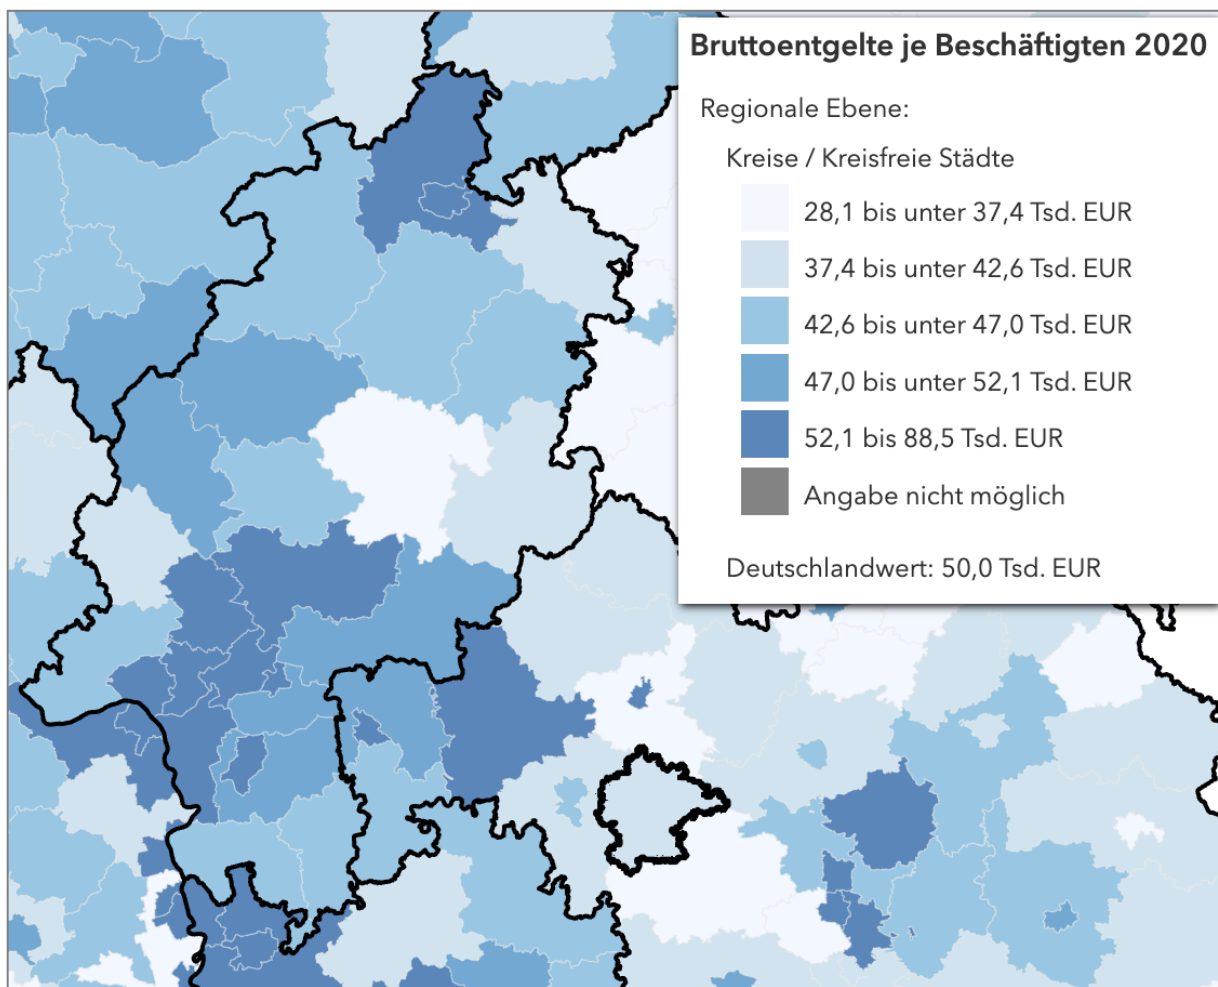 Bruttoentgelte je Beschäftigten 2020
Regionale Ebene:
Kreise / Kreisfreie Städte
28,1 bis unter 37,4 Tsd. EUR
37,4 bis unter 42,6 Tsd. EUR
42,6 bis unter 47,0 Tsd. EUR
47,0 bis unter 52,1 Tsd. EUR
52,1 bis 88,5 Tsd. EUR
Angabe nicht möglich
Deutschlandwert: 50,0 Tsd. EUR